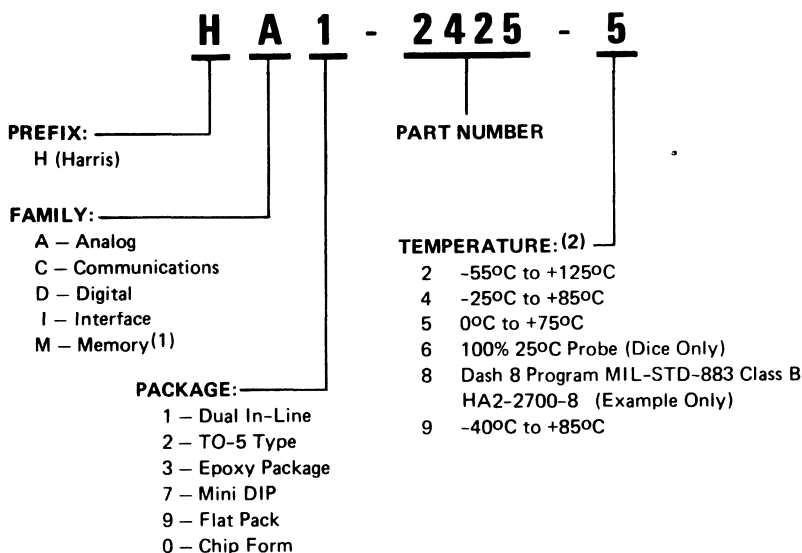 HA1-2425-5
PREFIX:
H (Harris)
PART NUMBER
FAMILY:
A – Analog
C – Communications
D – Digital
I – Interface
M – Memory(1)
TEMPERATURE:(2)
2 -55ºC to +125ºC
4 -25ºC to +85ºC
5 0ºC to +75ºC
6 100% 25ºC Probe (Dice Only)
8 Dash 8 Program MIL-STD-883 Class B
HA2-2700-8 (Example Only)
9 -40ºC to +85ºC
PACKAGE:
1 – Dual In-Line
2 – TO-5 Type
3 – Epoxy Package
7 – Mini DIP
9 – Flat Pack
0 – Chip Form